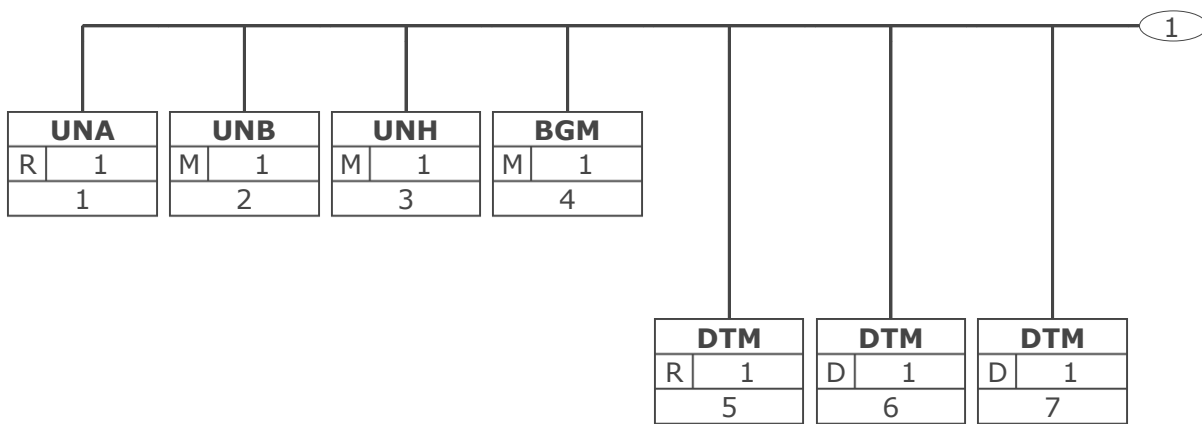 1
UNA UNB UNH BGM
R 1 M 1 M 1 M 1
1 2 3 4
DTM DTM DTM
R 1 D 1 D 1
5 6 7